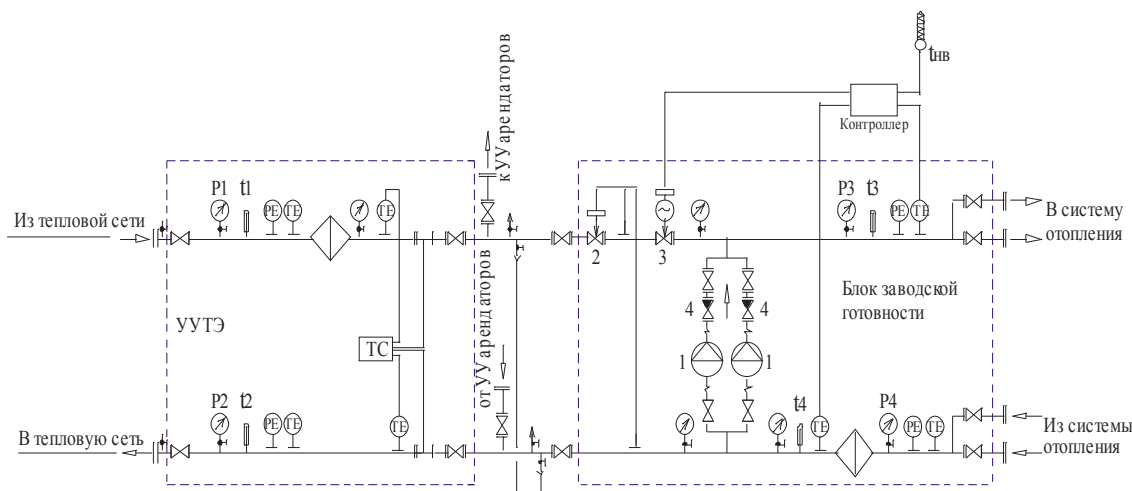 tнв
Контроллер
к УУ арендаторов
P1
t1
PE
TE
TE
P3
t3
PE
TE
Из тепловой сети
В систему
отопления
2
3
Блок заводской
готовности
УУТЭ
4
4
ТС
1
1
от УУ арендаторов
P2
t2
PE
TE
TE
t4
TE
P4
PE
TE
В тепловую сеть
Из системы
отопления